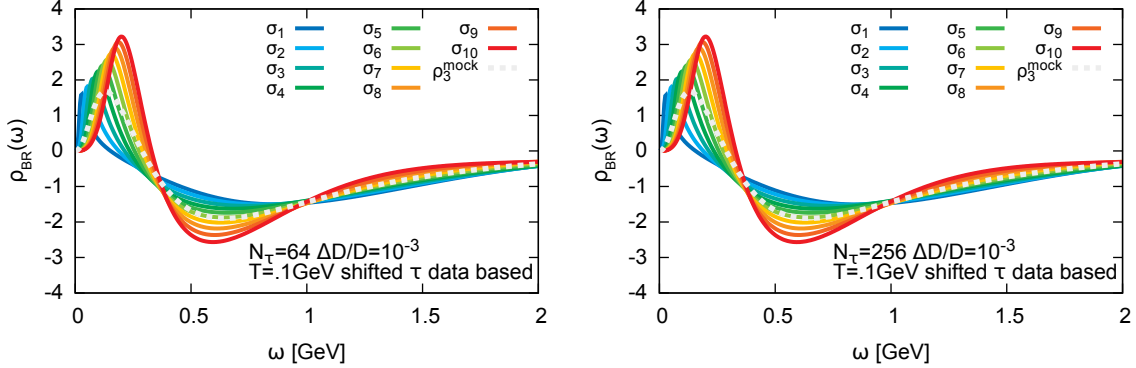 4
3
2
1
0
-1
-2
-3
-4
ρBR(ω)
σ1 σ5 σ9
σ2 σ6 σ10
σ3 σ7 ρ3mock
σ4 σ8
Nτ=64 ΔD/D=10-3
T=.1GeV shifted τ data based
0 0.5 1 1.5 2
ω [GeV]
4
3
2
1
0
-1
-2
-3
-4
ρBR(ω)
σ1 σ5 σ9
σ2 σ6 σ10
σ3 σ7 ρ3mock
σ4 σ8
Nτ=256 ΔD/D=10-3
T=.1GeV shifted τ data based
0 0.5 1 1.5 2
ω [GeV]